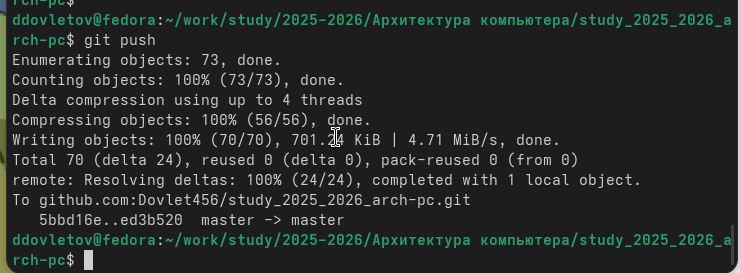 rch-pc$
ddovletov@fedora:~/work/study/2025-2026/Архитектура компьютера/study_2025_2026_a
rch-pc$ git push
Enumerating objects: 73, done.
Counting objects: 100% (73/73), done.
Delta compression using up to 4 threads
Compressing objects: 100% (56/56), done.
Writing objects: 100% (70/70), 701.24 KiB | 4.71 MiB/s, done.
Total 70 (delta 24), reused 0 (delta 0), pack-reused 0 (from 0)
remote: Resolving deltas: 100% (24/24), completed with 1 local object.
To github.com:Dovlet456/study_2025_2026_arch-pc.git
5bbd16e..ed3b520  master -> master
ddovletov@fedora:~/work/study/2025-2026/Архитектура компьютера/study_2025_2026_a
rch-pc$